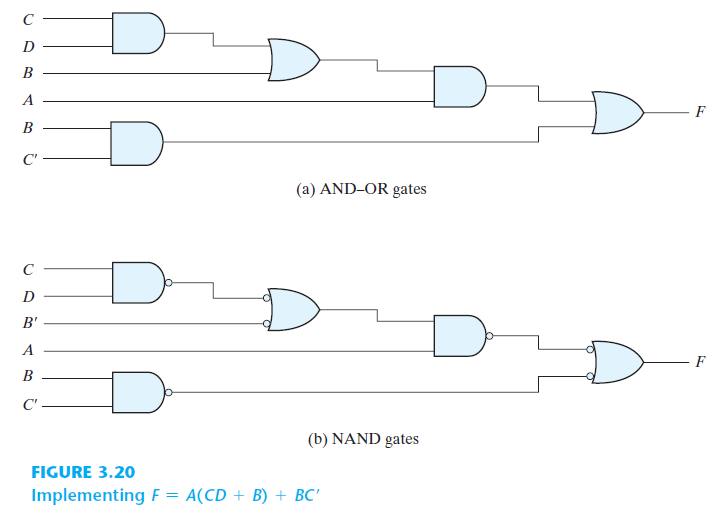 C
D
B
A
B
C'
F
(a) AND–OR gates
C
D
B'
A
B
C'
F
(b) NAND gates
FIGURE 3.20
Implementing F = A(CD + B) + BC'